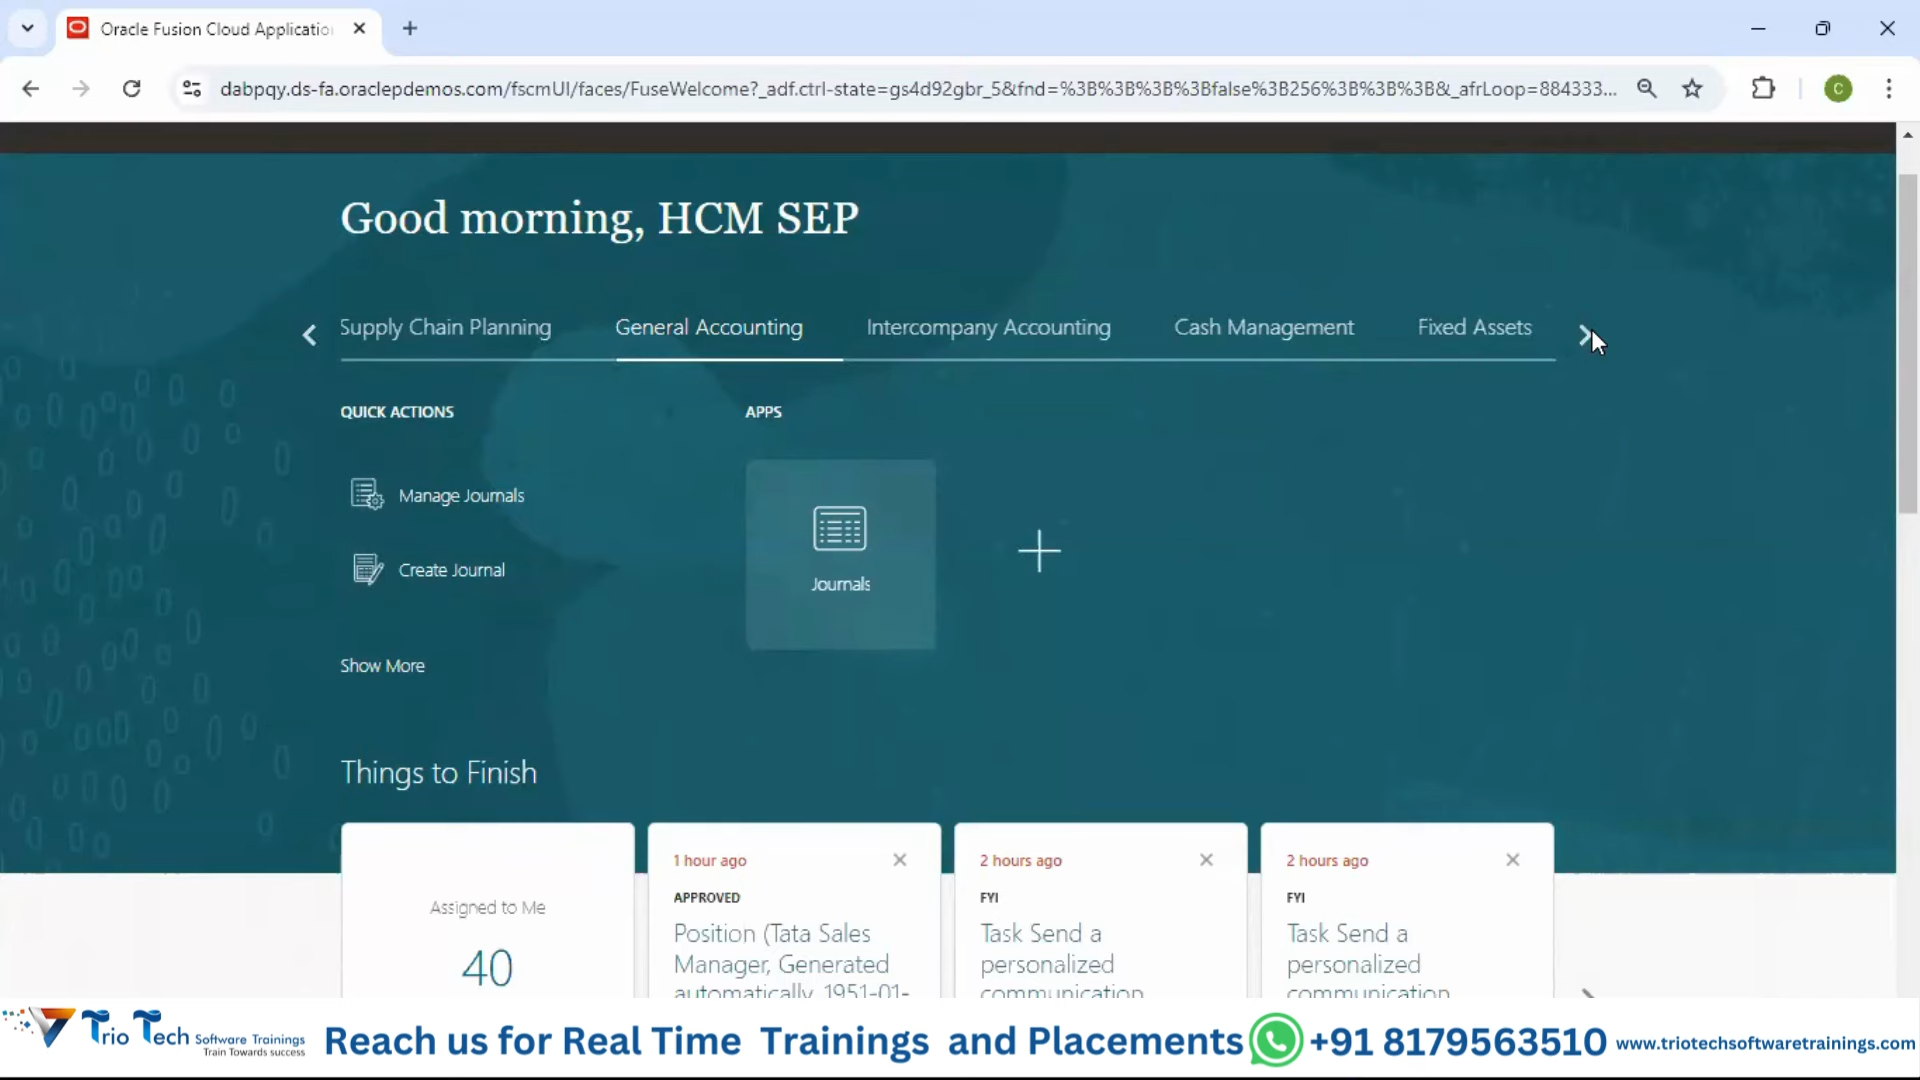 Oracle Fusion Cloud Applicatio
dabpqy.ds-fa.oraclepdemos.com/fscmUI/faces/FuseWelcome?_adf.ctrl-state=gs4d92gbr_5&fnd=%3B%3B%3B%3Bfalse%3B256%3B%3B%3B&_afrLoop=884333...
C
Good morning, HCM SEP
Supply Chain Planning
General Accounting
Intercompany Accounting
Cash Management
Fixed Assets
QUICK ACTIONS
APPS
Manage Journals
Create Journal
Journals
Show More
Things to Finish
Assigned to Me
40
1 hour ago
APPROVED
Position (Tata Sales
Manager, Generated
automatically, 1951-01-
2 hours ago
FYI
Task Send a
personalized
communication
2 hours ago
FYI
Task Send a
personalized
communication
Trio Tech Software Trainings
Train Towards success
Reach us for Real Time Trainings and Placements +91 8179563510 www.triotechsoftwaretrainings.com